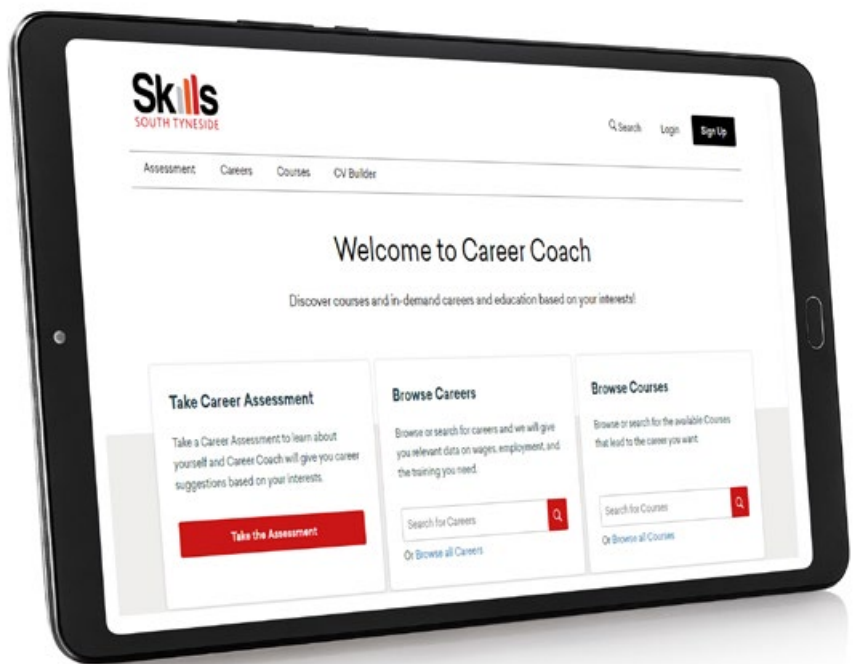 Skills
SOUTH TYNESIDE
Search Login Sign Up
Assessment Careers Courses CV Builder
Welcome to Career Coach
Discover courses and in-demand careers and education based on your interests!
Take Career Assessment
Take a Career Assessment to learn about
yourself and Career Coach will give you career
suggestions based on your interests.
Take the Assessment
Browse Careers
Browse or search for careers and we will give
you relevant data on wages, employment, and
the training you need.
Search for Careers
Or Browse all Careers
Browse Courses
Browse or search for the available Courses
that lead to the career you want.
Search for Courses
Or Browse all Courses